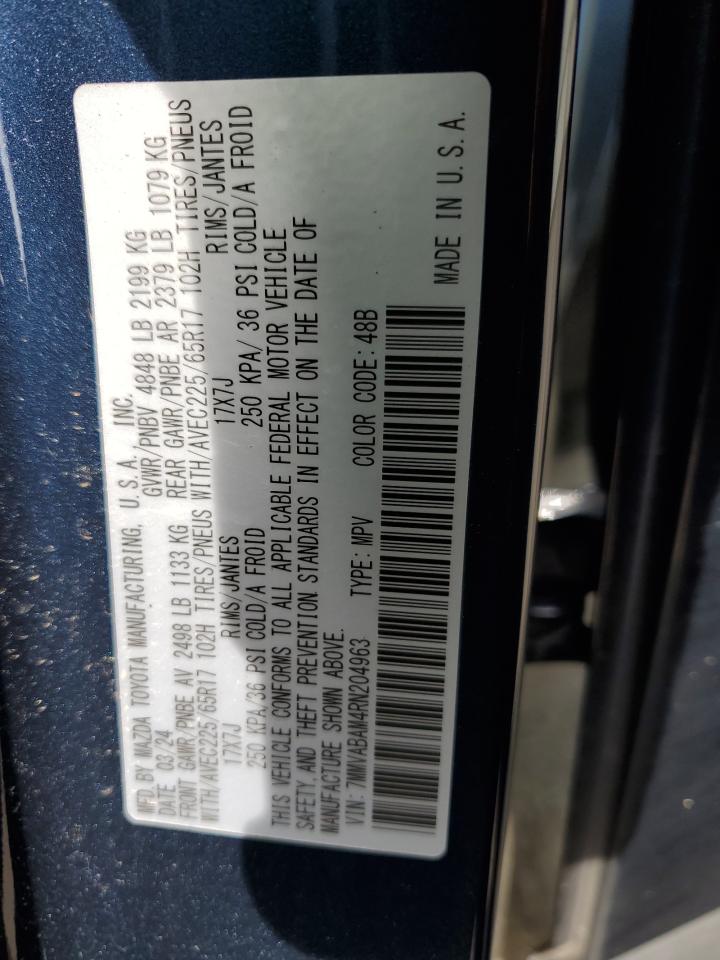 MFD. BY MAZDA TOYOTA MANUFACTURING, U. S. A. INC.
DATE 03/24 GVWR/PNBV 4848 LB 2199 KG
FRONT GAWR/PNBE AV 2498 LB 1133 KG REAR GAWR/PNBE AR 2379 LB 1079 KG
WITH/AVEC225/65R17 102H TIRES/PNEUS WITH/AVEC225/65R17 102H TIRES/PNEUS
17X7J RIMS/JANTES 17X7J RIMS/JANTES
250 KPA/36 PSI COLD/A FROID 250 KPA/ 36 PSI COLD/A FROID
THIS VEHICLE CONFORMS TO ALL APPLICABLE FEDERAL MOTOR VEHICLE
SAFETY, AND THEFT PREVENTION STANDARDS IN EFFECT ON THE DATE OF
MANUFACTURE SHOWN ABOVE.
VIN: 7MMVABAM4RN204963 TYPE: MPV COLOR CODE: 48B
MADE IN U. S. A.